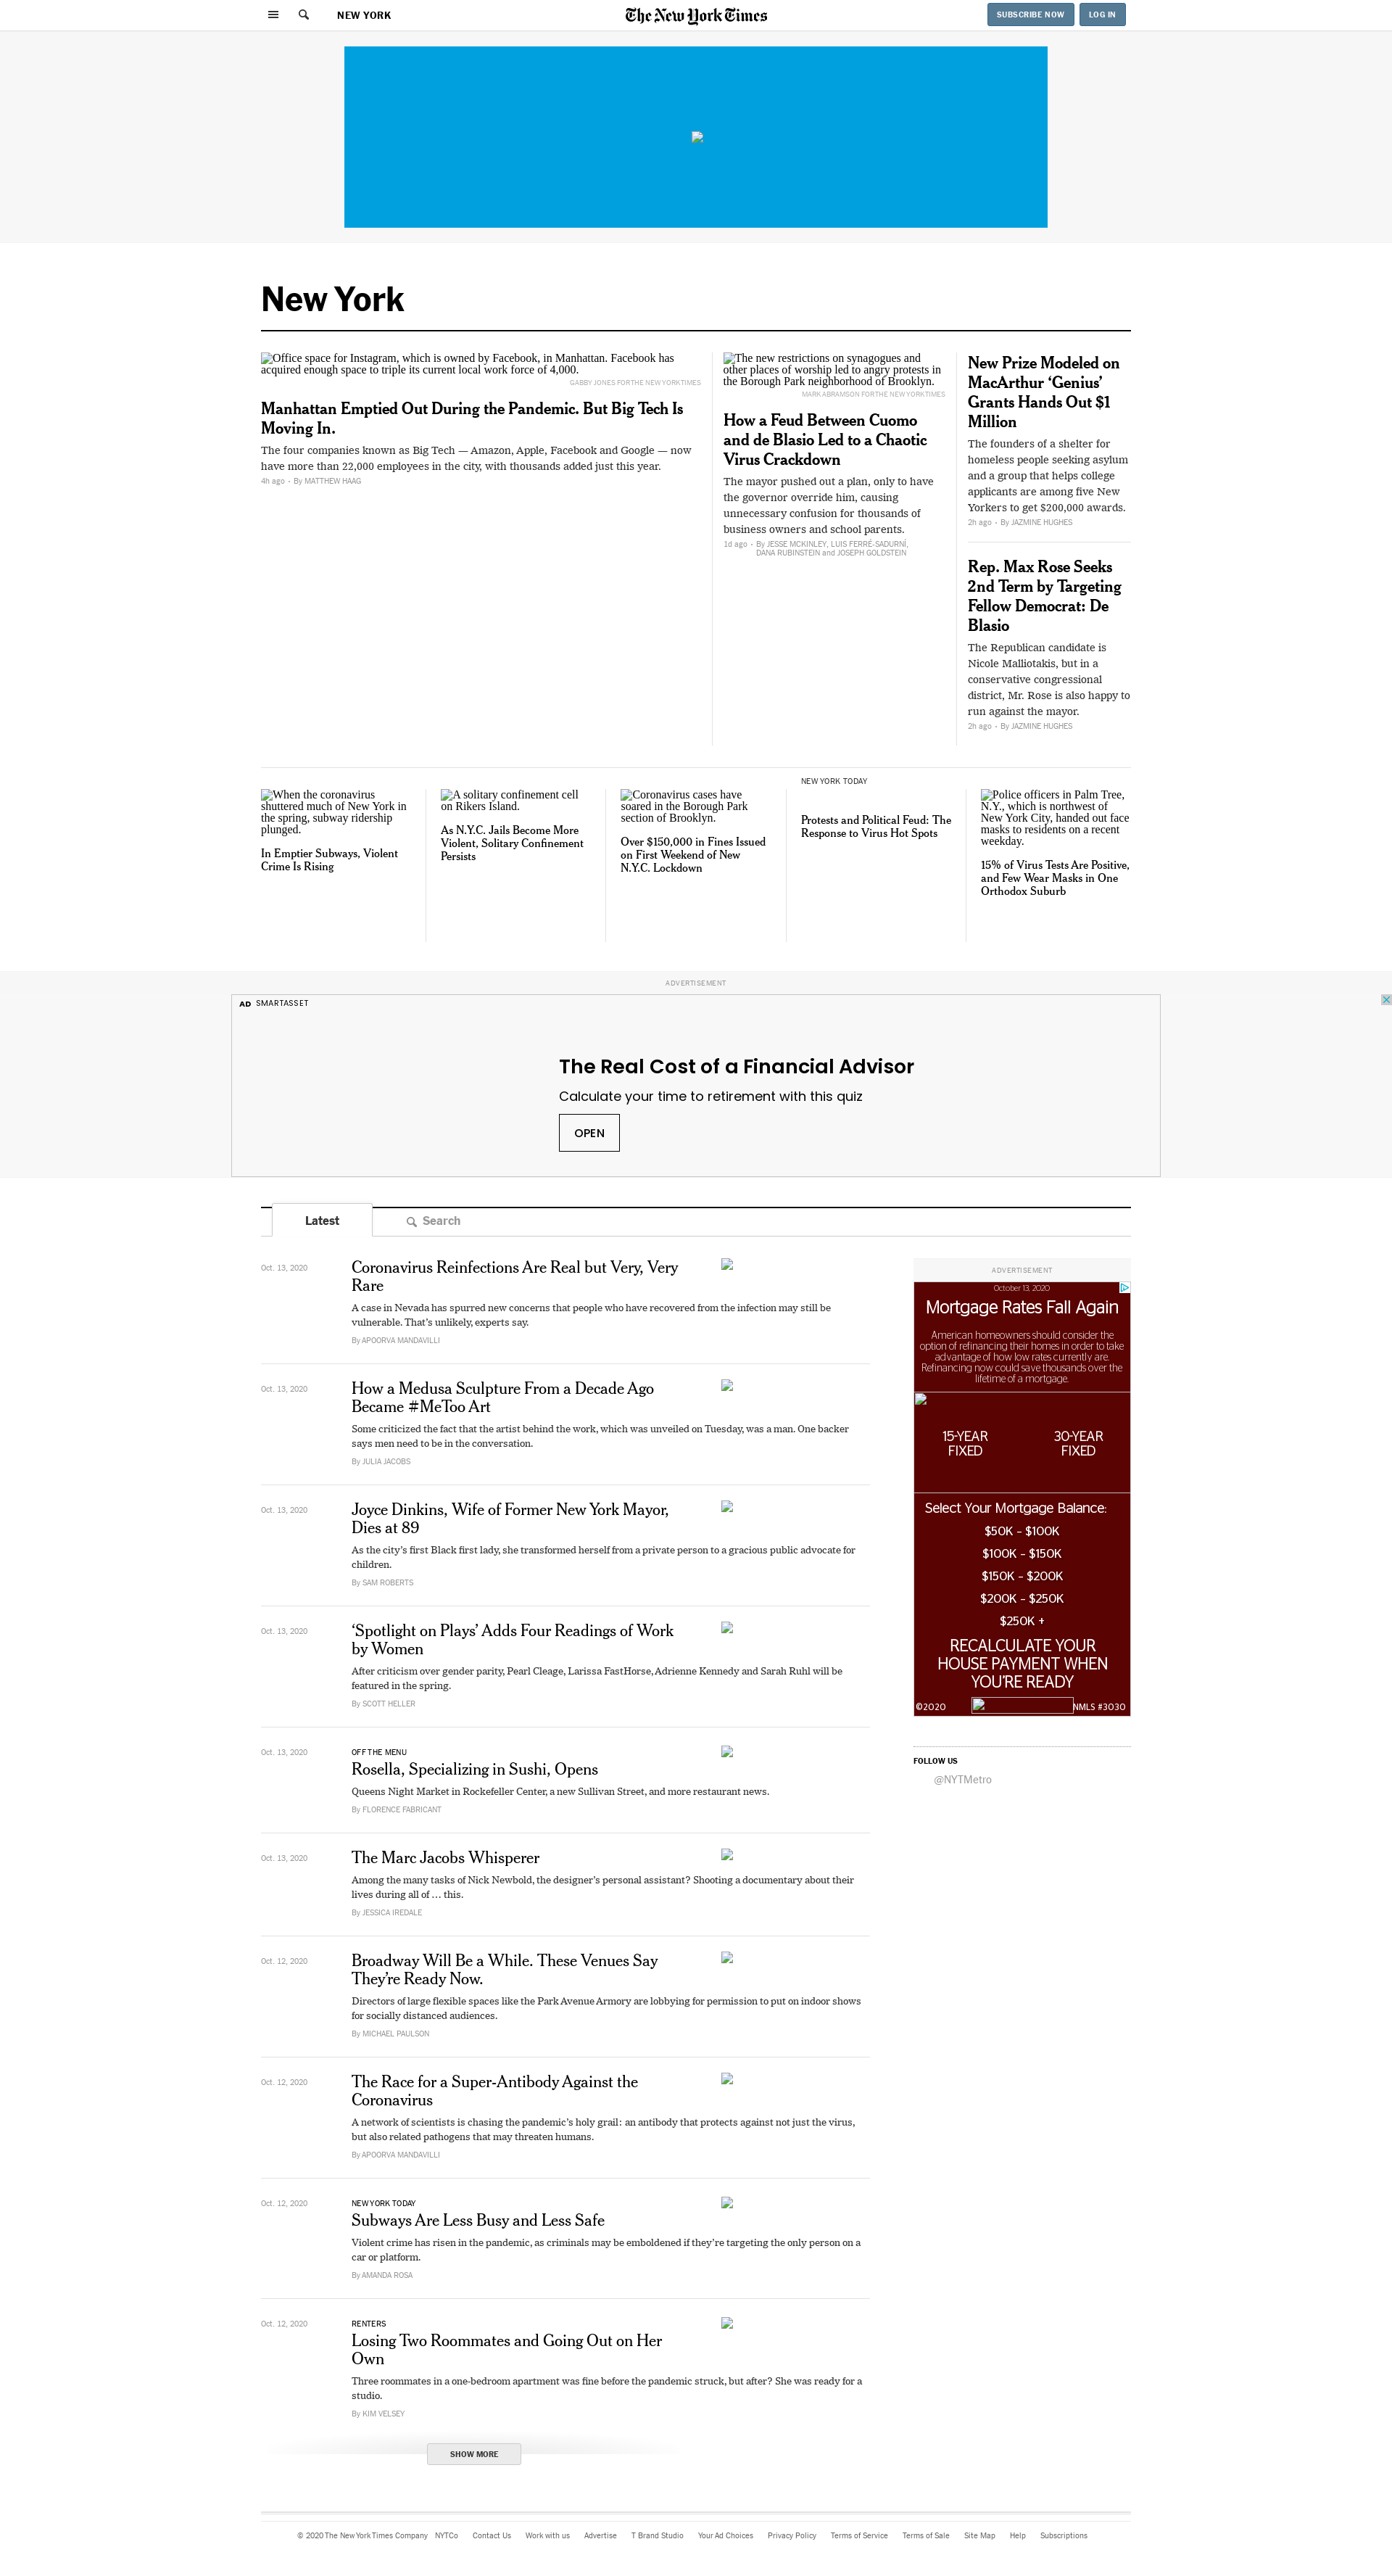 NEW YORK
The New York Times
SUBSCRIBE NOW
LOG IN
New York
Office space for Instagram, which is owned by Facebook, in Manhattan. Facebook has
acquired enough space to triple its current local work force of 4,000.
GABBY JONES FOR THE NEW YORK TIMES
Manhattan Emptied Out During the Pandemic. But Big Tech Is
Moving In.
The four companies known as Big Tech — Amazon, Apple, Facebook and Google — now
have more than 22,000 employees in the city, with thousands added just this year.
4h ago • By MATTHEW HAAG
The new restrictions on synagogues and
other places of worship led to angry protests in
the Borough Park neighborhood of Brooklyn.
MARK ABRAMSON FOR THE NEW YORK TIMES
How a Feud Between Cuomo
and de Blasio Led to a Chaotic
Virus Crackdown
The mayor pushed out a plan, only to have
the governor override him, causing
unnecessary confusion for thousands of
business owners and school parents.
1d ago • By JESSE MCKINLEY, LUIS FERRÉ-SADURNÍ,
DANA RUBINSTEIN and JOSEPH GOLDSTEIN
New Prize Modeled on
MacArthur ‘Genius’
Grants Hands Out $1
Million
The founders of a shelter for
homeless people seeking asylum
and a group that helps college
applicants are among five New
Yorkers to get $200,000 awards.
2h ago • By JAZMINE HUGHES
Rep. Max Rose Seeks
2nd Term by Targeting
Fellow Democrat: De
Blasio
The Republican candidate is
Nicole Malliotakis, but in a
conservative congressional
district, Mr. Rose is also happy to
run against the mayor.
2h ago • By JAZMINE HUGHES
When the coronavirus
shuttered much of New York in
the spring, subway ridership
plunged.
In Emptier Subways, Violent
Crime Is Rising
A solitary confinement cell
on Rikers Island.
As N.Y.C. Jails Become More
Violent, Solitary Confinement
Persists
Coronavirus cases have
soared in the Borough Park
section of Brooklyn.
Over $150,000 in Fines Issued
on First Weekend of New
N.Y.C. Lockdown
NEW YORK TODAY
Protests and Political Feud: The
Response to Virus Hot Spots
Police officers in Palm Tree,
N.Y., which is northwest of
New York City, handed out face
masks to residents on a recent
weekday.
15% of Virus Tests Are Positive,
and Few Wear Masks in One
Orthodox Suburb
ADVERTISEMENT
AD SMARTASSET
The Real Cost of a Financial Advisor
Calculate your time to retirement with this quiz
OPEN
Latest
Search
Oct. 13, 2020
Coronavirus Reinfections Are Real but Very, Very
Rare
A case in Nevada has spurred new concerns that people who have recovered from the infection may still be
vulnerable. That’s unlikely, experts say.
By APOORVA MANDAVILLI
Oct. 13, 2020
How a Medusa Sculpture From a Decade Ago
Became #MeToo Art
Some criticized the fact that the artist behind the work, which was unveiled on Tuesday, was a man. One backer
says men need to be in the conversation.
By JULIA JACOBS
Oct. 13, 2020
Joyce Dinkins, Wife of Former New York Mayor,
Dies at 89
As the city’s first Black first lady, she transformed herself from a private person to a gracious public advocate for
children.
By SAM ROBERTS
Oct. 13, 2020
‘Spotlight on Plays’ Adds Four Readings of Work
by Women
After criticism over gender parity, Pearl Cleage, Larissa FastHorse, Adrienne Kennedy and Sarah Ruhl will be
featured in the spring.
By SCOTT HELLER
Oct. 13, 2020
OFF THE MENU
Rosella, Specializing in Sushi, Opens
Queens Night Market in Rockefeller Center, a new Sullivan Street, and more restaurant news.
By FLORENCE FABRICANT
Oct. 13, 2020
The Marc Jacobs Whisperer
Among the many tasks of Nick Newbold, the designer’s personal assistant? Shooting a documentary about their
lives during all of … this.
By JESSICA IREDALE
Oct. 12, 2020
Broadway Will Be a While. These Venues Say
They’re Ready Now.
Directors of large flexible spaces like the Park Avenue Armory are lobbying for permission to put on indoor shows
for socially distanced audiences.
By MICHAEL PAULSON
Oct. 12, 2020
The Race for a Super-Antibody Against the
Coronavirus
A network of scientists is chasing the pandemic’s holy grail: an antibody that protects against not just the virus,
but also related pathogens that may threaten humans.
By APOORVA MANDAVILLI
Oct. 12, 2020
NEW YORK TODAY
Subways Are Less Busy and Less Safe
Violent crime has risen in the pandemic, as criminals may be emboldened if they’re targeting the only person on a
car or platform.
By AMANDA ROSA
Oct. 12, 2020
RENTERS
Losing Two Roommates and Going Out on Her
Own
Three roommates in a one-bedroom apartment was fine before the pandemic struck, but after? She was ready for a
studio.
By KIM VELSEY
SHOW MORE
ADVERTISEMENT
October 13, 2020
Mortgage Rates Fall Again
American homeowners should consider the
option of refinancing their homes in order to take
advantage of how low rates currently are.
Refinancing now could save thousands over the
lifetime of a mortgage.
15-YEAR
FIXED
30-YEAR
FIXED
Select Your Mortgage Balance:
$50K - $100K
$100K - $150K
$150K - $200K
$200K - $250K
$250K +
RECALCULATE YOUR
HOUSE PAYMENT WHEN
YOU'RE READY
©2020
NMLS #3030
FOLLOW US
@NYTMetro
© 2020 The New York Times Company NYTCo Contact Us Work with us Advertise T Brand Studio Your Ad Choices Privacy Policy Terms of Service Terms of Sale Site Map Help Subscriptions